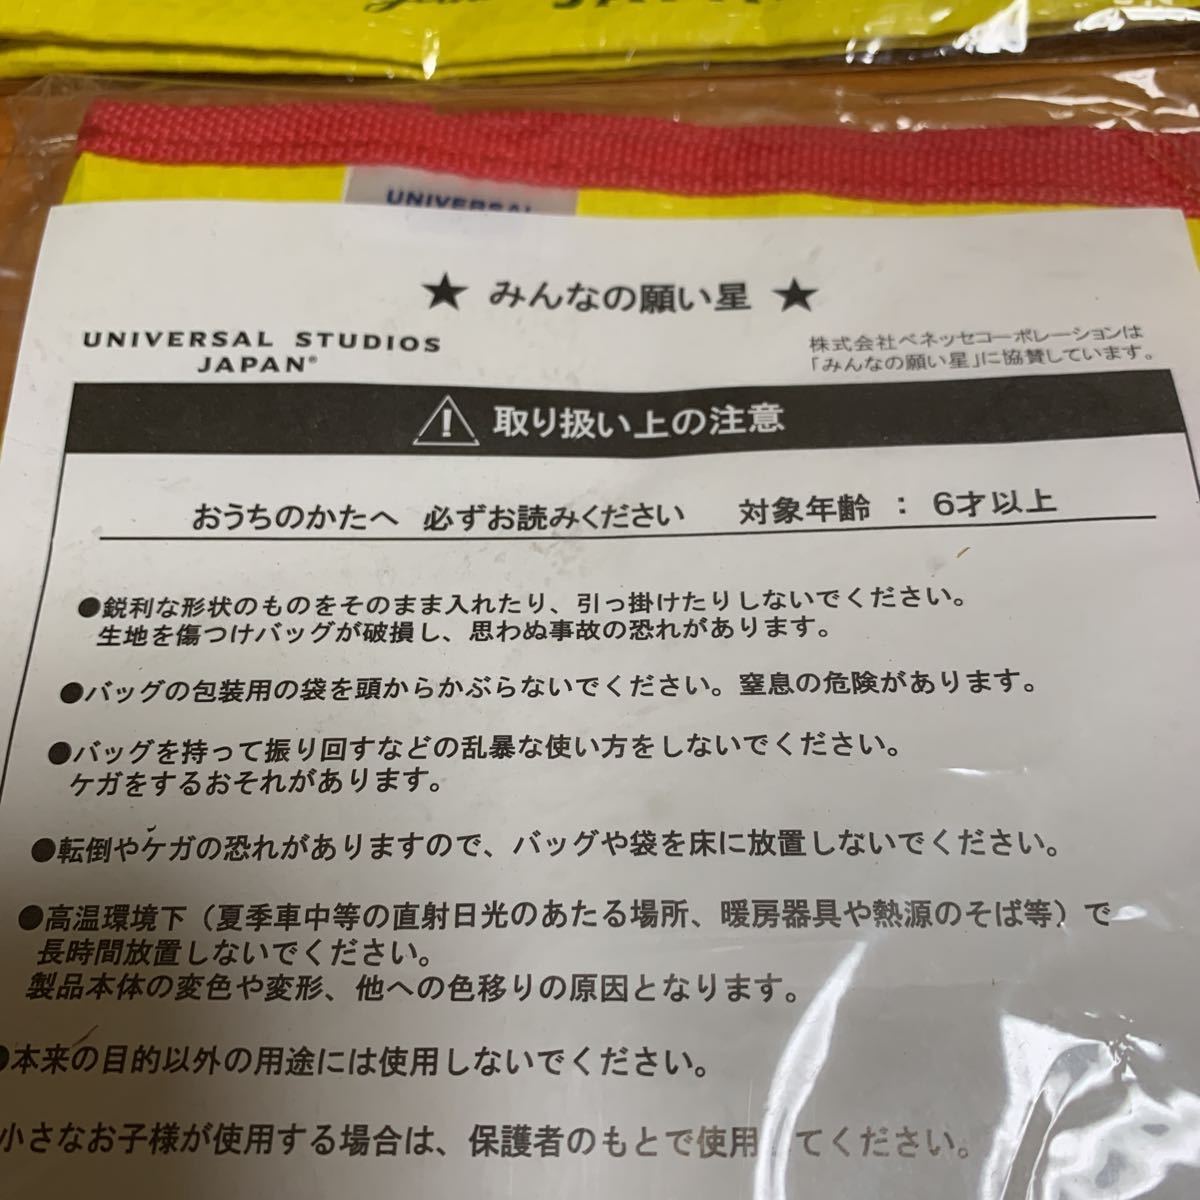 UNIVERSAL
★ みんなの願い星 ★
UNIVERSAL STUDIOS
JAPAN®
株式会社ベネッセコーポレーションは
「みんなの願い星」に協賛しています。
取り扱い上の注意
おうちのかたへ 必ずお読みください 対象年齢 : 6才以上
●鋭利な形状のものをそのまま入れたり、引っ掛けたりしないでください。
生地を傷つけバッグが破損し、思わぬ事故の恐れがあります。
●バッグの包装用の袋を頭からかぶらないでください。窒息の危険があります。
●バッグを持って振り回すなどの乱暴な使い方をしないでください。
ケガをするおそれがあります。
●転倒やケガの恐れがありますので、バッグや袋を床に放置しないでください。
●高温環境下（夏季車中等の直射日光のあたる場所、暖房器具や熱源のそば等）で
長時間放置しないでください。
製品本体の変色や変形、他への色移りの原因となります。
●本来の目的以外の用途には使用しないでください。
小さなお子様が使用する場合は、保護者のもとで使用 てください。